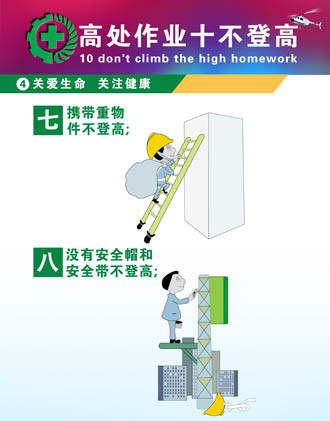 高处作业十不登高
10 don't climb the high homework
4 关爱生命 关注健康
七 携带重物
件不登高;
八 没有安全帽和
安全带不登高;